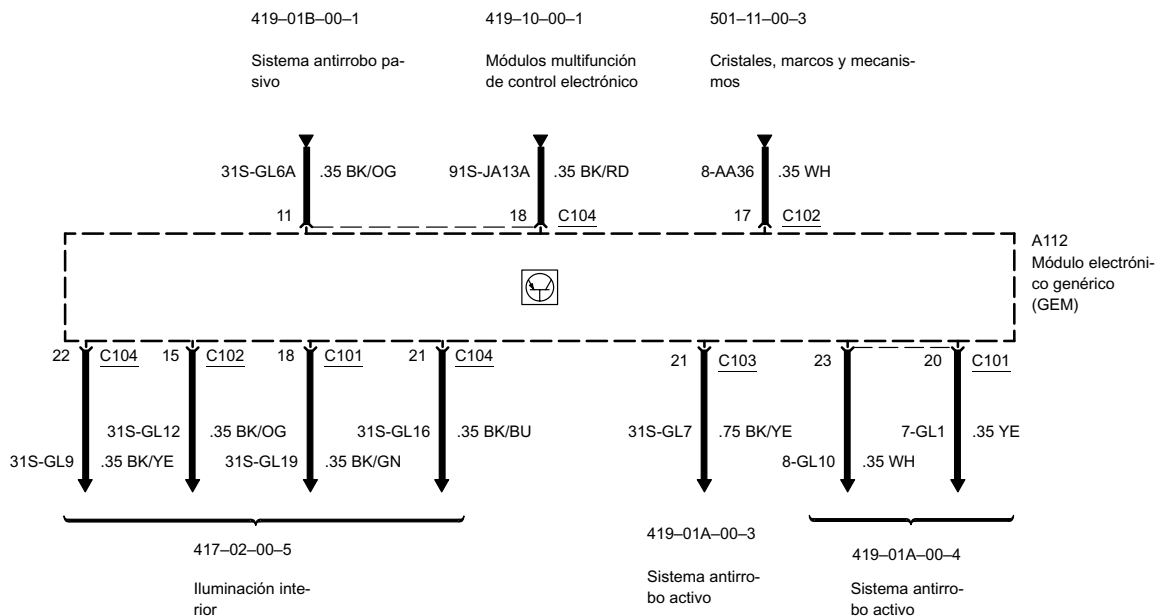 419–01B–00–1
419–10–00–1
501–11–00–3
Sistema antirrobo pa-
sivo
Módulos multifunción
de control electrónico
Cristales, marcos y mecanis-
mos
31S-GL6A
.35 BK/OG
91S-JA13A
.35 BK/RD
8-AA36
.35 WH
11
18
C104
17
C102
A112
Módulo electróni-
co genérico
(GEM)
22
C104
15
C102
18
C101
21
C104
21
C103
23
20
C101
31S-GL12
.35 BK/OG
31S-GL16
.35 BK/BU
31S-GL7
.75 BK/YE
7-GL1
.35 YE
31S-GL9
.35 BK/YE
31S-GL19
.35 BK/GN
8-GL10
.35 WH
417–02–00–5
Iluminación inte-
rior
419–01A–00–3
Sistema antirro-
bo activo
419–01A–00–4
Sistema antirro-
bo activo